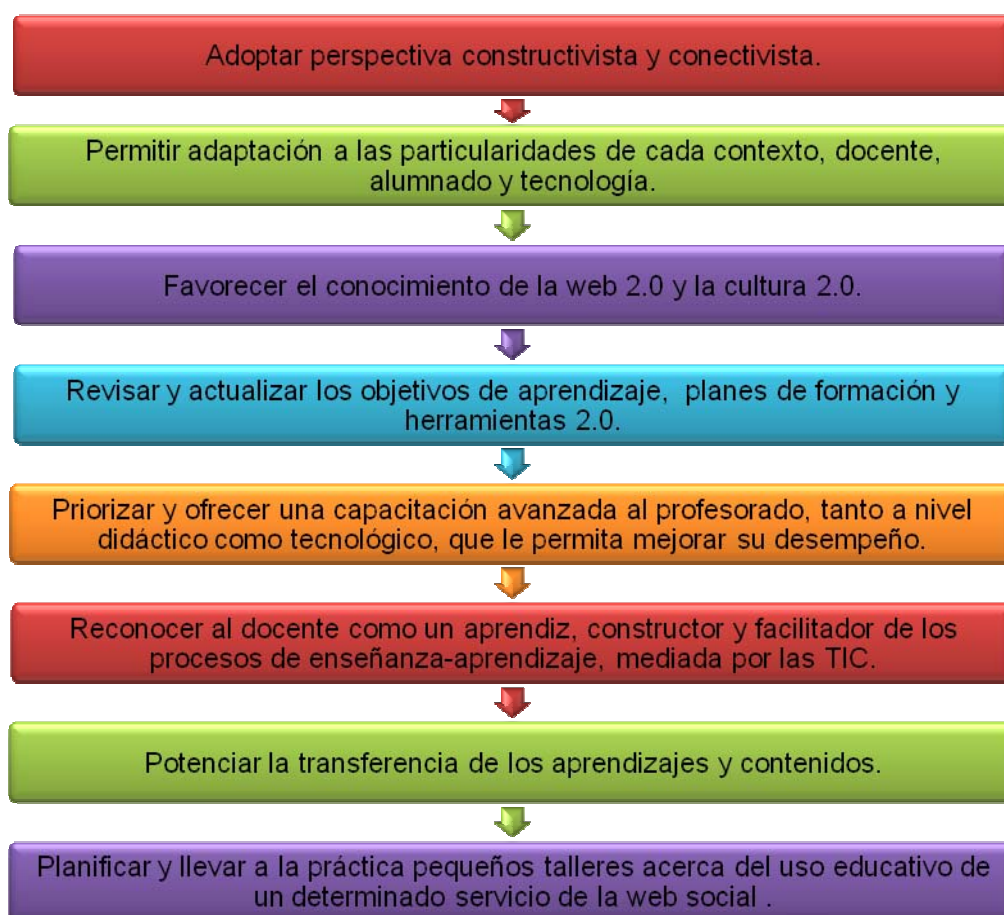 Adoptar perspectiva constructivista y conectivista.
Permitir adaptación a las particularidades de cada contexto, docente,
alumnado y tecnología.
Favorecer el conocimiento de la web 2.0 y la cultura 2.0.
Revisar y actualizar los objetivos de aprendizaje, planes de formación y
herramientas 2.0.
Priorizar y ofrecer una capacitación avanzada al profesorado, tanto a nivel
didáctico como tecnológico, que le permita mejorar su desempeño.
Reconocer al docente como un aprendiz, constructor y facilitador de los
procesos de enseñanza-aprendizaje, mediada por las TIC.
Potenciar la transferencia de los aprendizajes y contenidos.
Planificar y llevar a la práctica pequeños talleres acerca del uso educativo de
un determinado servicio de la web social .